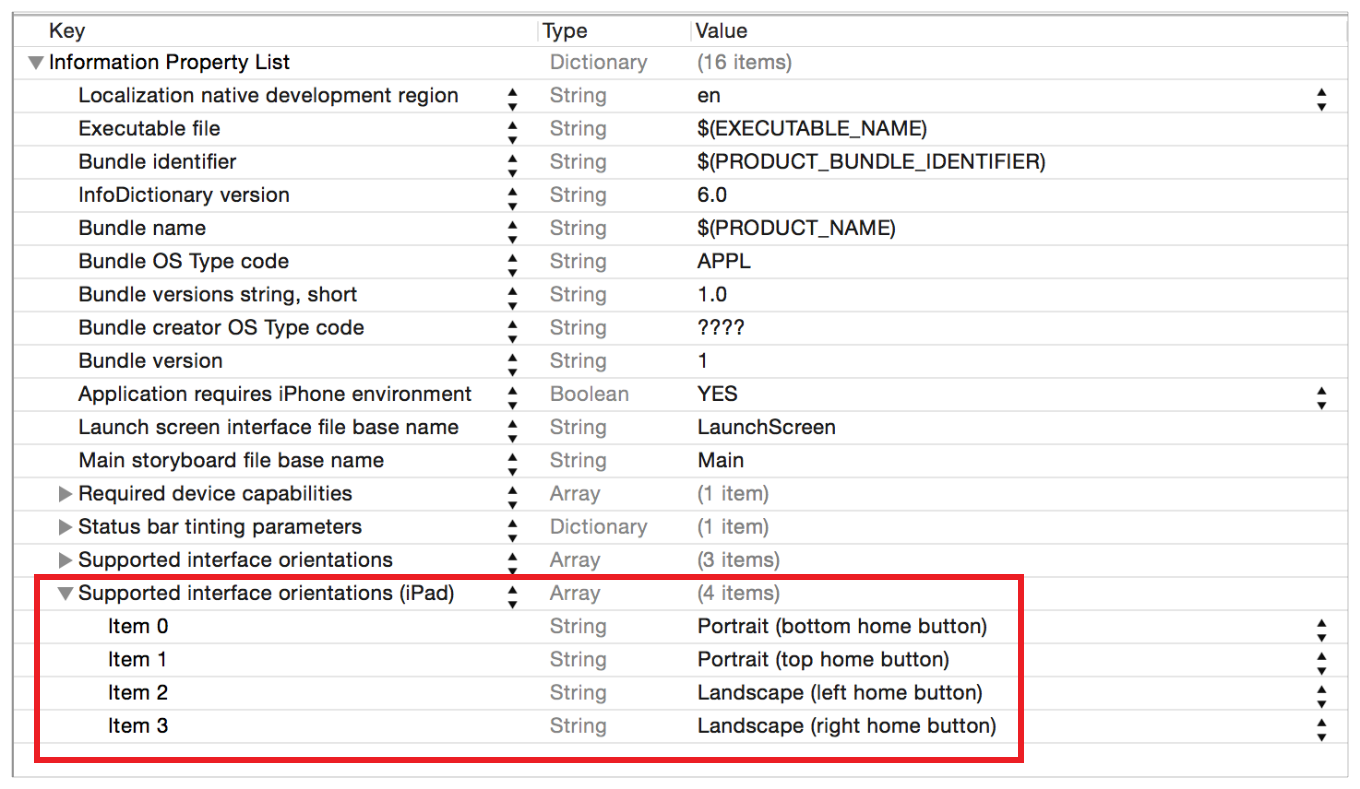 Key Type Value
Information Property List Dictionary (16 items)
Localization native development region String en
Executable file String $(EXECUTABLE_NAME)
Bundle identifier String $(PRODUCT_BUNDLE_IDENTIFIER)
InfoDictionary version String 6.0
Bundle name String $(PRODUCT_NAME)
Bundle OS Type code String APPL
Bundle versions string, short String 1.0
Bundle creator OS Type code String ????
Bundle version String 1
Application requires iPhone environment Boolean YES
Launch screen interface file base name String LaunchScreen
Main storyboard file base name String Main
Required device capabilities Array (1 item)
Status bar tinting parameters Dictionary (1 item)
Supported interface orientations Array (3 items)
Supported interface orientations (iPad) Array (4 items)
Item 0 String Portrait (bottom home button)
Item 1 String Portrait (top home button)
Item 2 String Landscape (left home button)
Item 3 String Landscape (right home button)